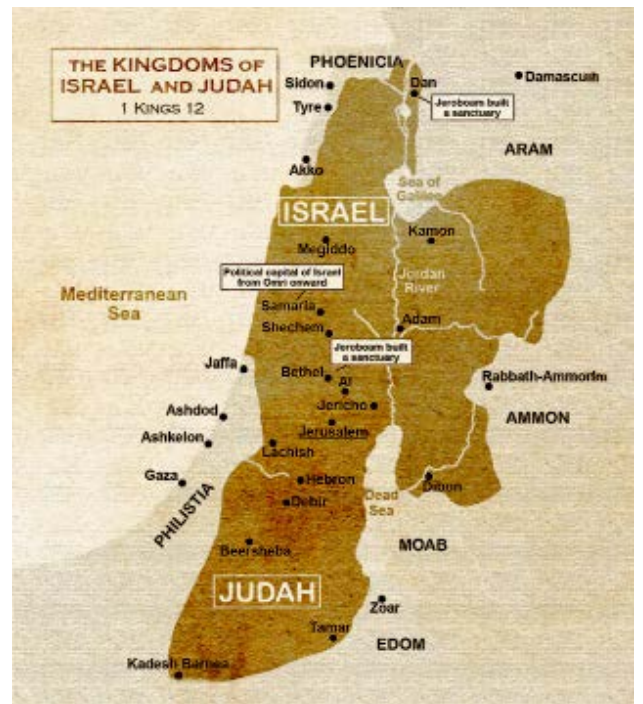 THE KINGDOMS OF
ISRAEL AND JUDAH
1 KINGS 12
PHOENICIA
Sidon
Dan
Damascuih
Jeroboam built
a sanctuary
Tyre
ARAM
Akko
Sea of
Galilee
ISRAEL
Kamon
Megiddo
Political capital of Israel
from Omri onward
Jordan
River
Mediterranean
Sea
Samaria
Adam
Shechem
Jeroboam built
a sanctuary
Jaffa
Bethel
Ai
Rabbath-Ammorim
Jericho
Ashdod
AMMON
Jerusalem
Ashkelon
Lachish
Gaza
Hebron
Dibon
Dead
Sea
Debir
PHILISTIA
Beersheba
MOAB
JUDAH
Zoar
Tamar
EDOM
Kadesh Barnea